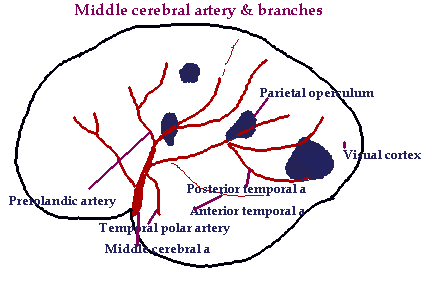 Middle cerebral artery & branches
Parietal operculum
Visual cortex
Posterior temporal a
Prerolandic artery
Anterior temporal a
Temporal polar artery
Middle cerebral a